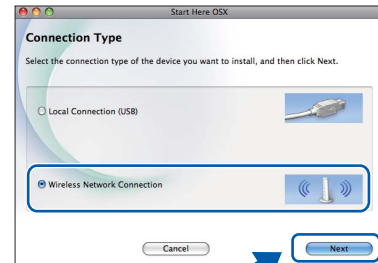 Start Here OSX
Connection Type
Select the connection type of the device you want to install, and then click Next.
Local Connection (USB)
Wireless Network Connection
Cancel
Next